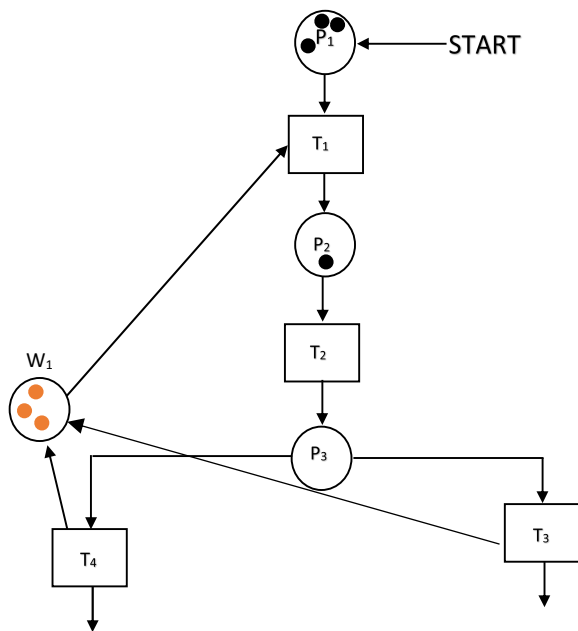 P₁
START
T₁
P₂
T₂
W₁
P₃
T₃
T₄